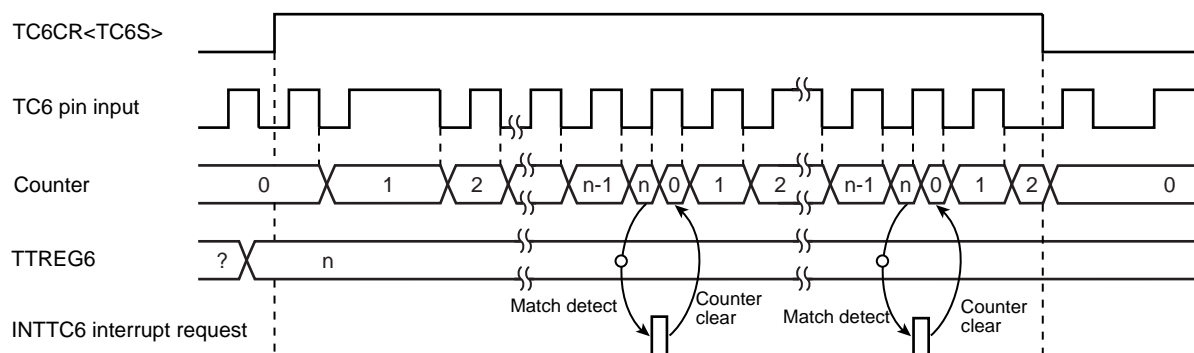 TC6CR<TC6S>
TC6 pin input
Counter
0 1 2 n-1 n 0 1 2 n-1 n 0 1 2 0
TTREG6
? n
Match detect
Counter
clear
Match detect
Counter
clear
INTTC6 interrupt request